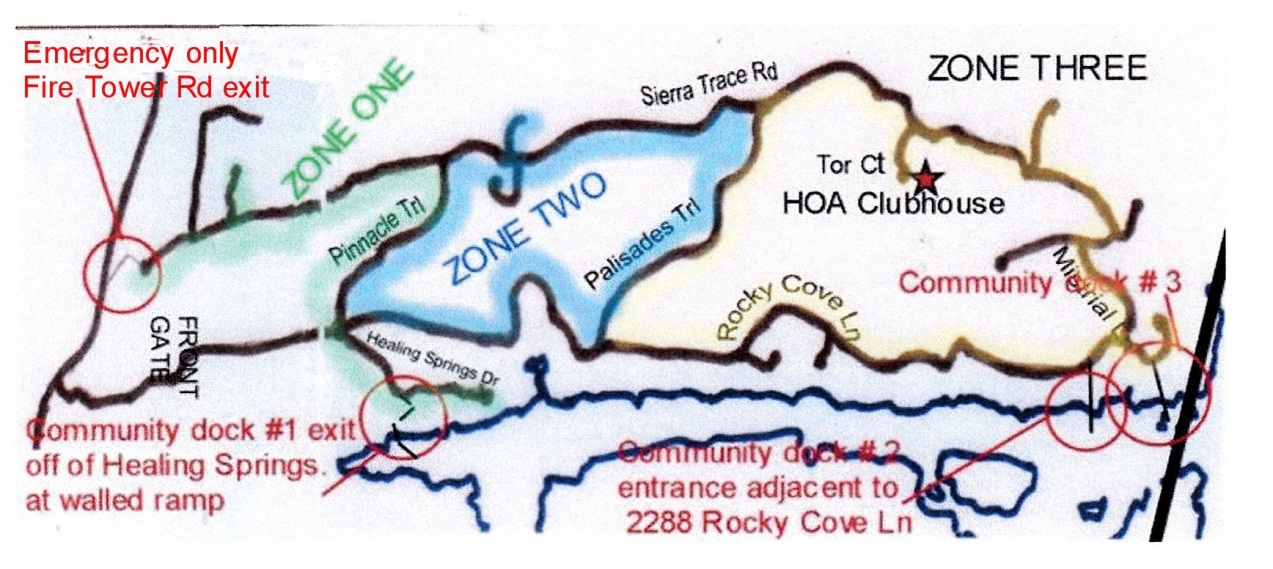 Emergency only
Fire Tower Rd exit
ZONE ONE
Sierra Trace Rd
ZONE THREE
Tor Ct
HOA Clubhouse
Pinnacle Trl
ZONE TWO
Palisades Trl
Rocky Cove Ln
Community dock # 3
FRONT
GATE
Healing Springs Dr
Community dock #1 exit
off of Healing Springs.
at walled ramp
Community dock # 2
entrance adjacent to
2288 Rocky Cove Ln